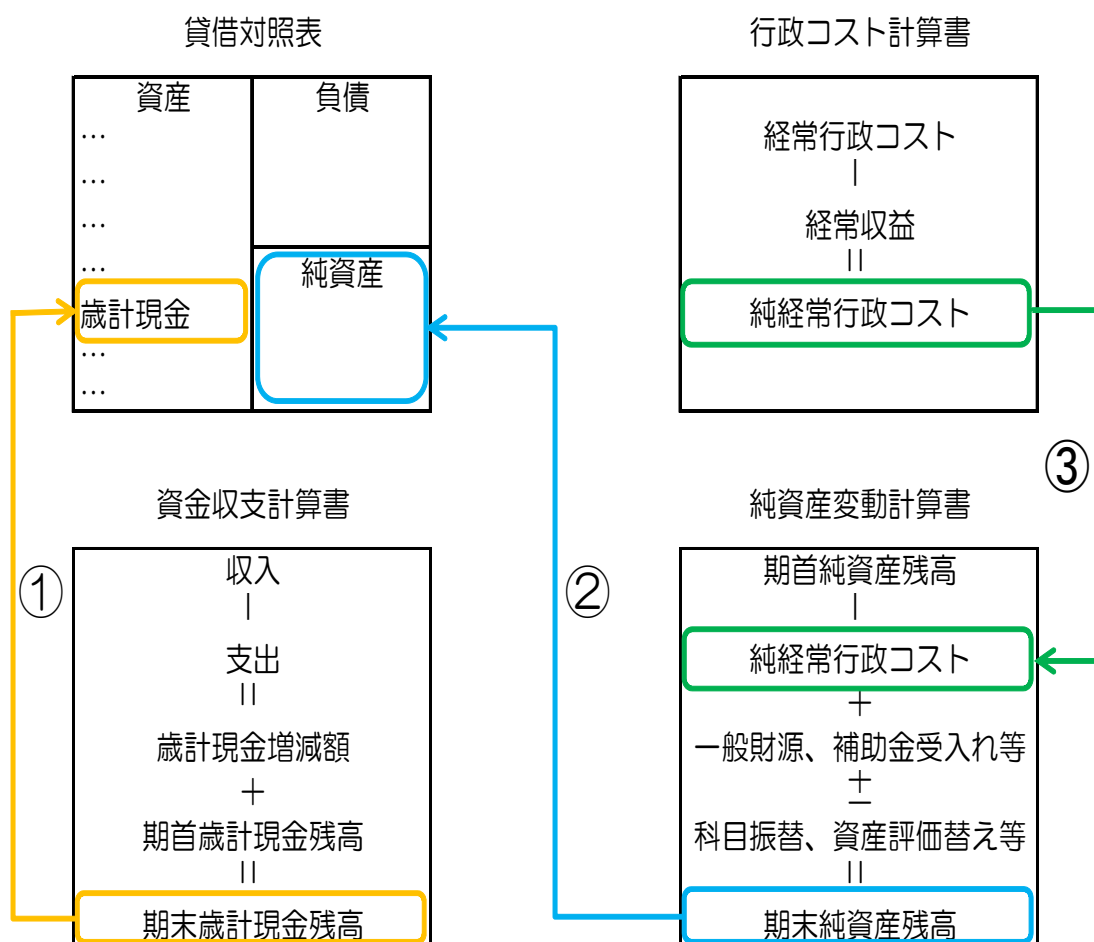 貸借対照表
資産
負債
…
…
…
…
純資産
歳計現金
…
…
行政コスト計算書
経常行政コスト
－
経常収益
＝
純経常行政コスト
③
①
②
資金収支計算書
収入
－
支出
＝
歳計現金増減額
＋
期首歳計現金残高
＝
期末歳計現金残高
純資産変動計算書
期首純資産残高
－
純経常行政コスト
＋
一般財源、補助金受入れ等
±
科目振替、資産評価替え等
＝
期末純資産残高